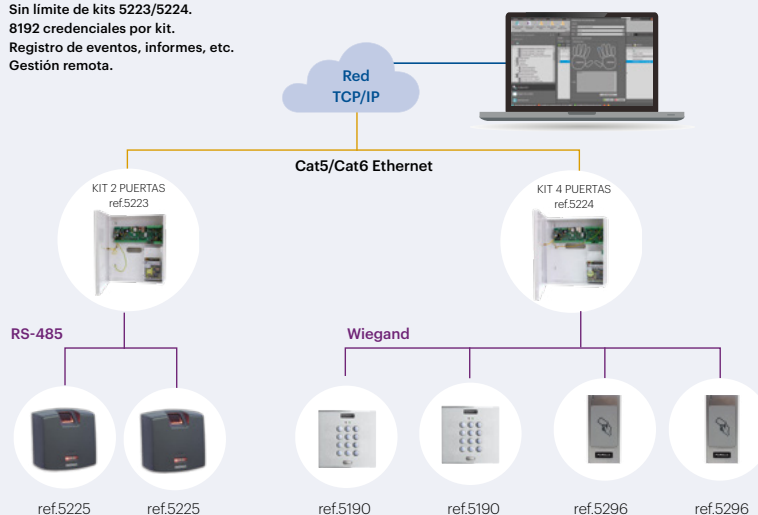 Sin límite de kits 5223/5224.
8192 credenciales por kit.
Registro de eventos, informes, etc.
Gestión remota.
Red
TCP/IP
Cat5/Cat6 Ethernet
KIT 2 PUERTAS
ref.5223
KIT 4 PUERTAS
ref.5224
RS-485
Wiegand
ref.5225
ref.5225
ref.5190
ref.5190
ref.5296
ref.5296